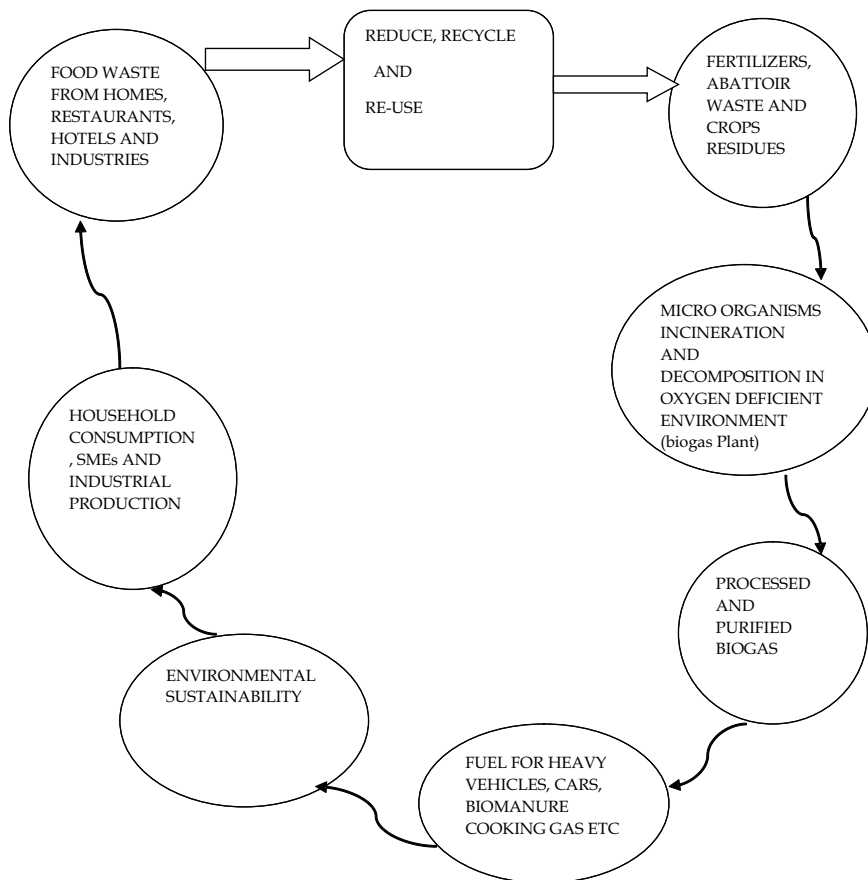 FOOD WASTE
FROM HOMES,
RESTAURANTS,
HOTELS AND
INDUSTRIES
REDUCE, RECYCLE
AND
RE-USE
FERTILIZERS,
ABATTOIR
WASTE AND
CROPS
RESIDUES
MICRO ORGANISMS
INCINERATION
AND
DECOMPOSITION IN
OXYGEN DEFICIENT
ENVIRONMENT
(biogas Plant)
PROCESSED
AND
PURIFIED
BIOGAS
FUEL FOR HEAVY
VEHICLES, CARS,
BIOMANURE
COOKING GAS ETC
ENVIRONMENTAL
SUSTAINABILITY
HOUSEHOLD
CONSUMPTION
, SMEs AND
INDUSTRIAL
PRODUCTION